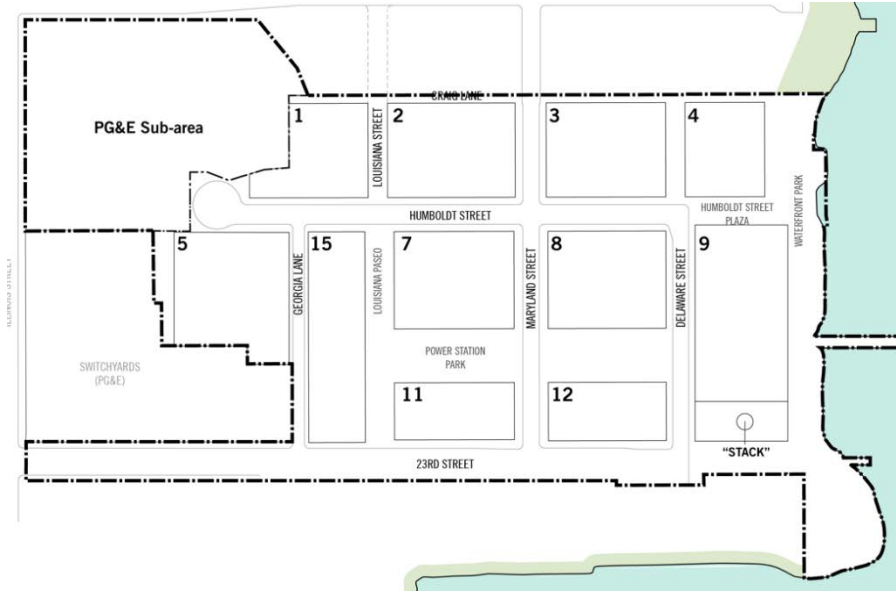 CRAIG LANE
1
2
3
4
PG&E Sub-area
LOUISIANA STREET
HUMBOLDT STREET
PLAZA
WATERFRONT PARK
HUMBOLDT STREET
5
15
7
8
9
GEORGIA LANE
LOUISIANA PASEO
MARYLAND STREET
DELAWARE STREET
POWER STATION
PARK
SWITCHYARDS
(PG&E)
11
12
"STACK"
23RD STREET